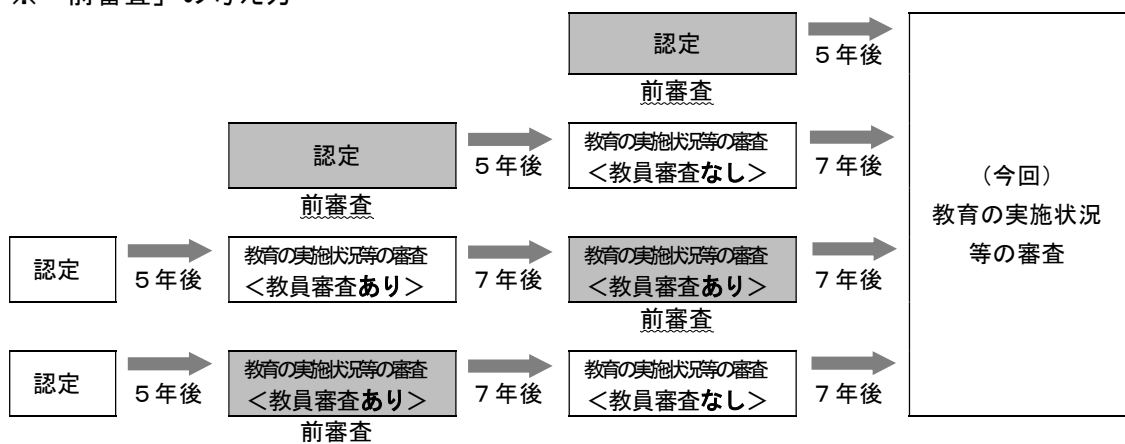 認定
5年後
前審査
認定
5年後
教育の実施状況等の審査
<教員審査なし>
7年後
前審査
(今回)
教育の実施状況
等の審査
認定
5年後
教育の実施状況等の審査
<教員審査あり>
7年後
教育の実施状況等の審査
<教員審査あり>
7年後
前審査
認定
5年後
教育の実施状況等の審査
<教員審査あり>
7年後
教育の実施状況等の審査
<教員審査なし>
7年後
前審査